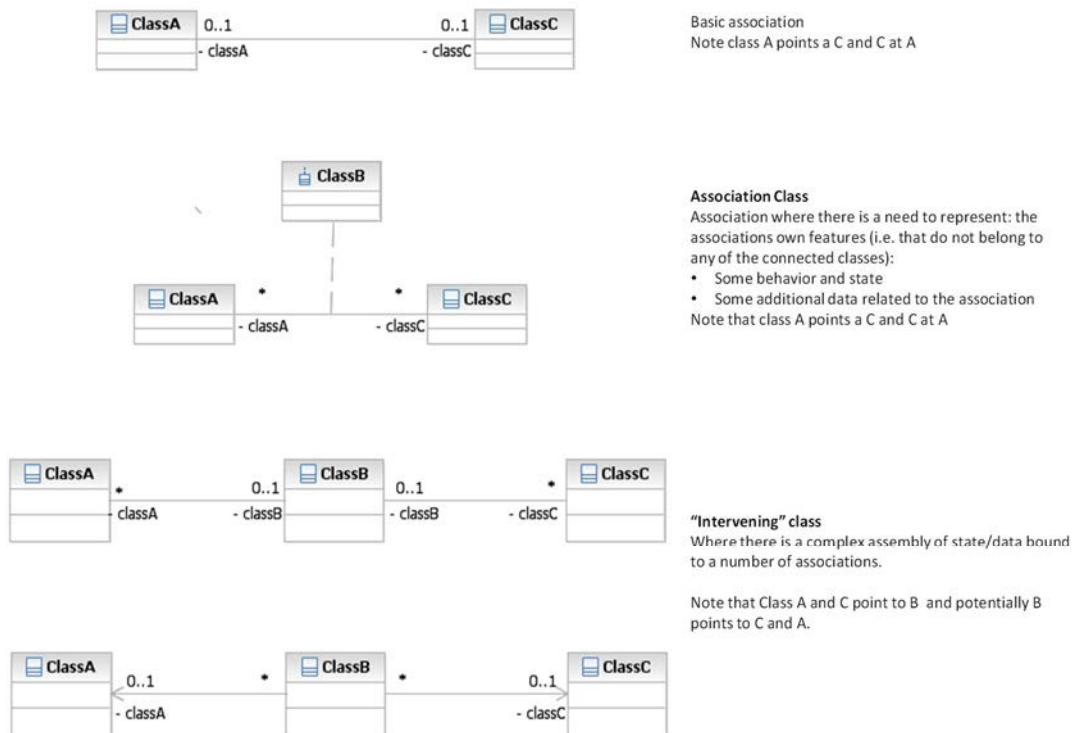 ClassA 0..1 0..1 ClassC
- classA - classC
Basic association
Note class A points a C and C at A
ClassB
ClassA * * ClassC
- classA - classC
Association Class
Association where there is a need to represent: the
associations own features (i.e. that do not belong to
any of the connected classes):
• Some behavior and state
• Some additional data related to the association
Note that class A points a C and C at A
ClassA ClassB ClassC
* 0..1 0..1 *
- classA - classB - classB - classC
"Intervening" class
Where there is a complex assembly of state/data bound
to a number of associations.
Note that Class A and C point to B and potentially B
points to C and A.
ClassA ClassB ClassC
0..1 * * 0..1
- classA - classC